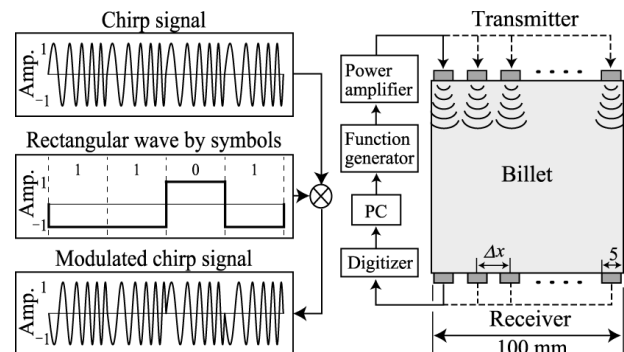 Chirp signal
Amp.
1
−1
Rectangular wave by symbols
1 1 0 1
Amp.
1
−1
Modulated chirp signal
Amp.
1
−1
Transmitter
Power
amplifier
Function
generator
PC
Digitizer
Billet
Δx
5
Receiver
100 mm